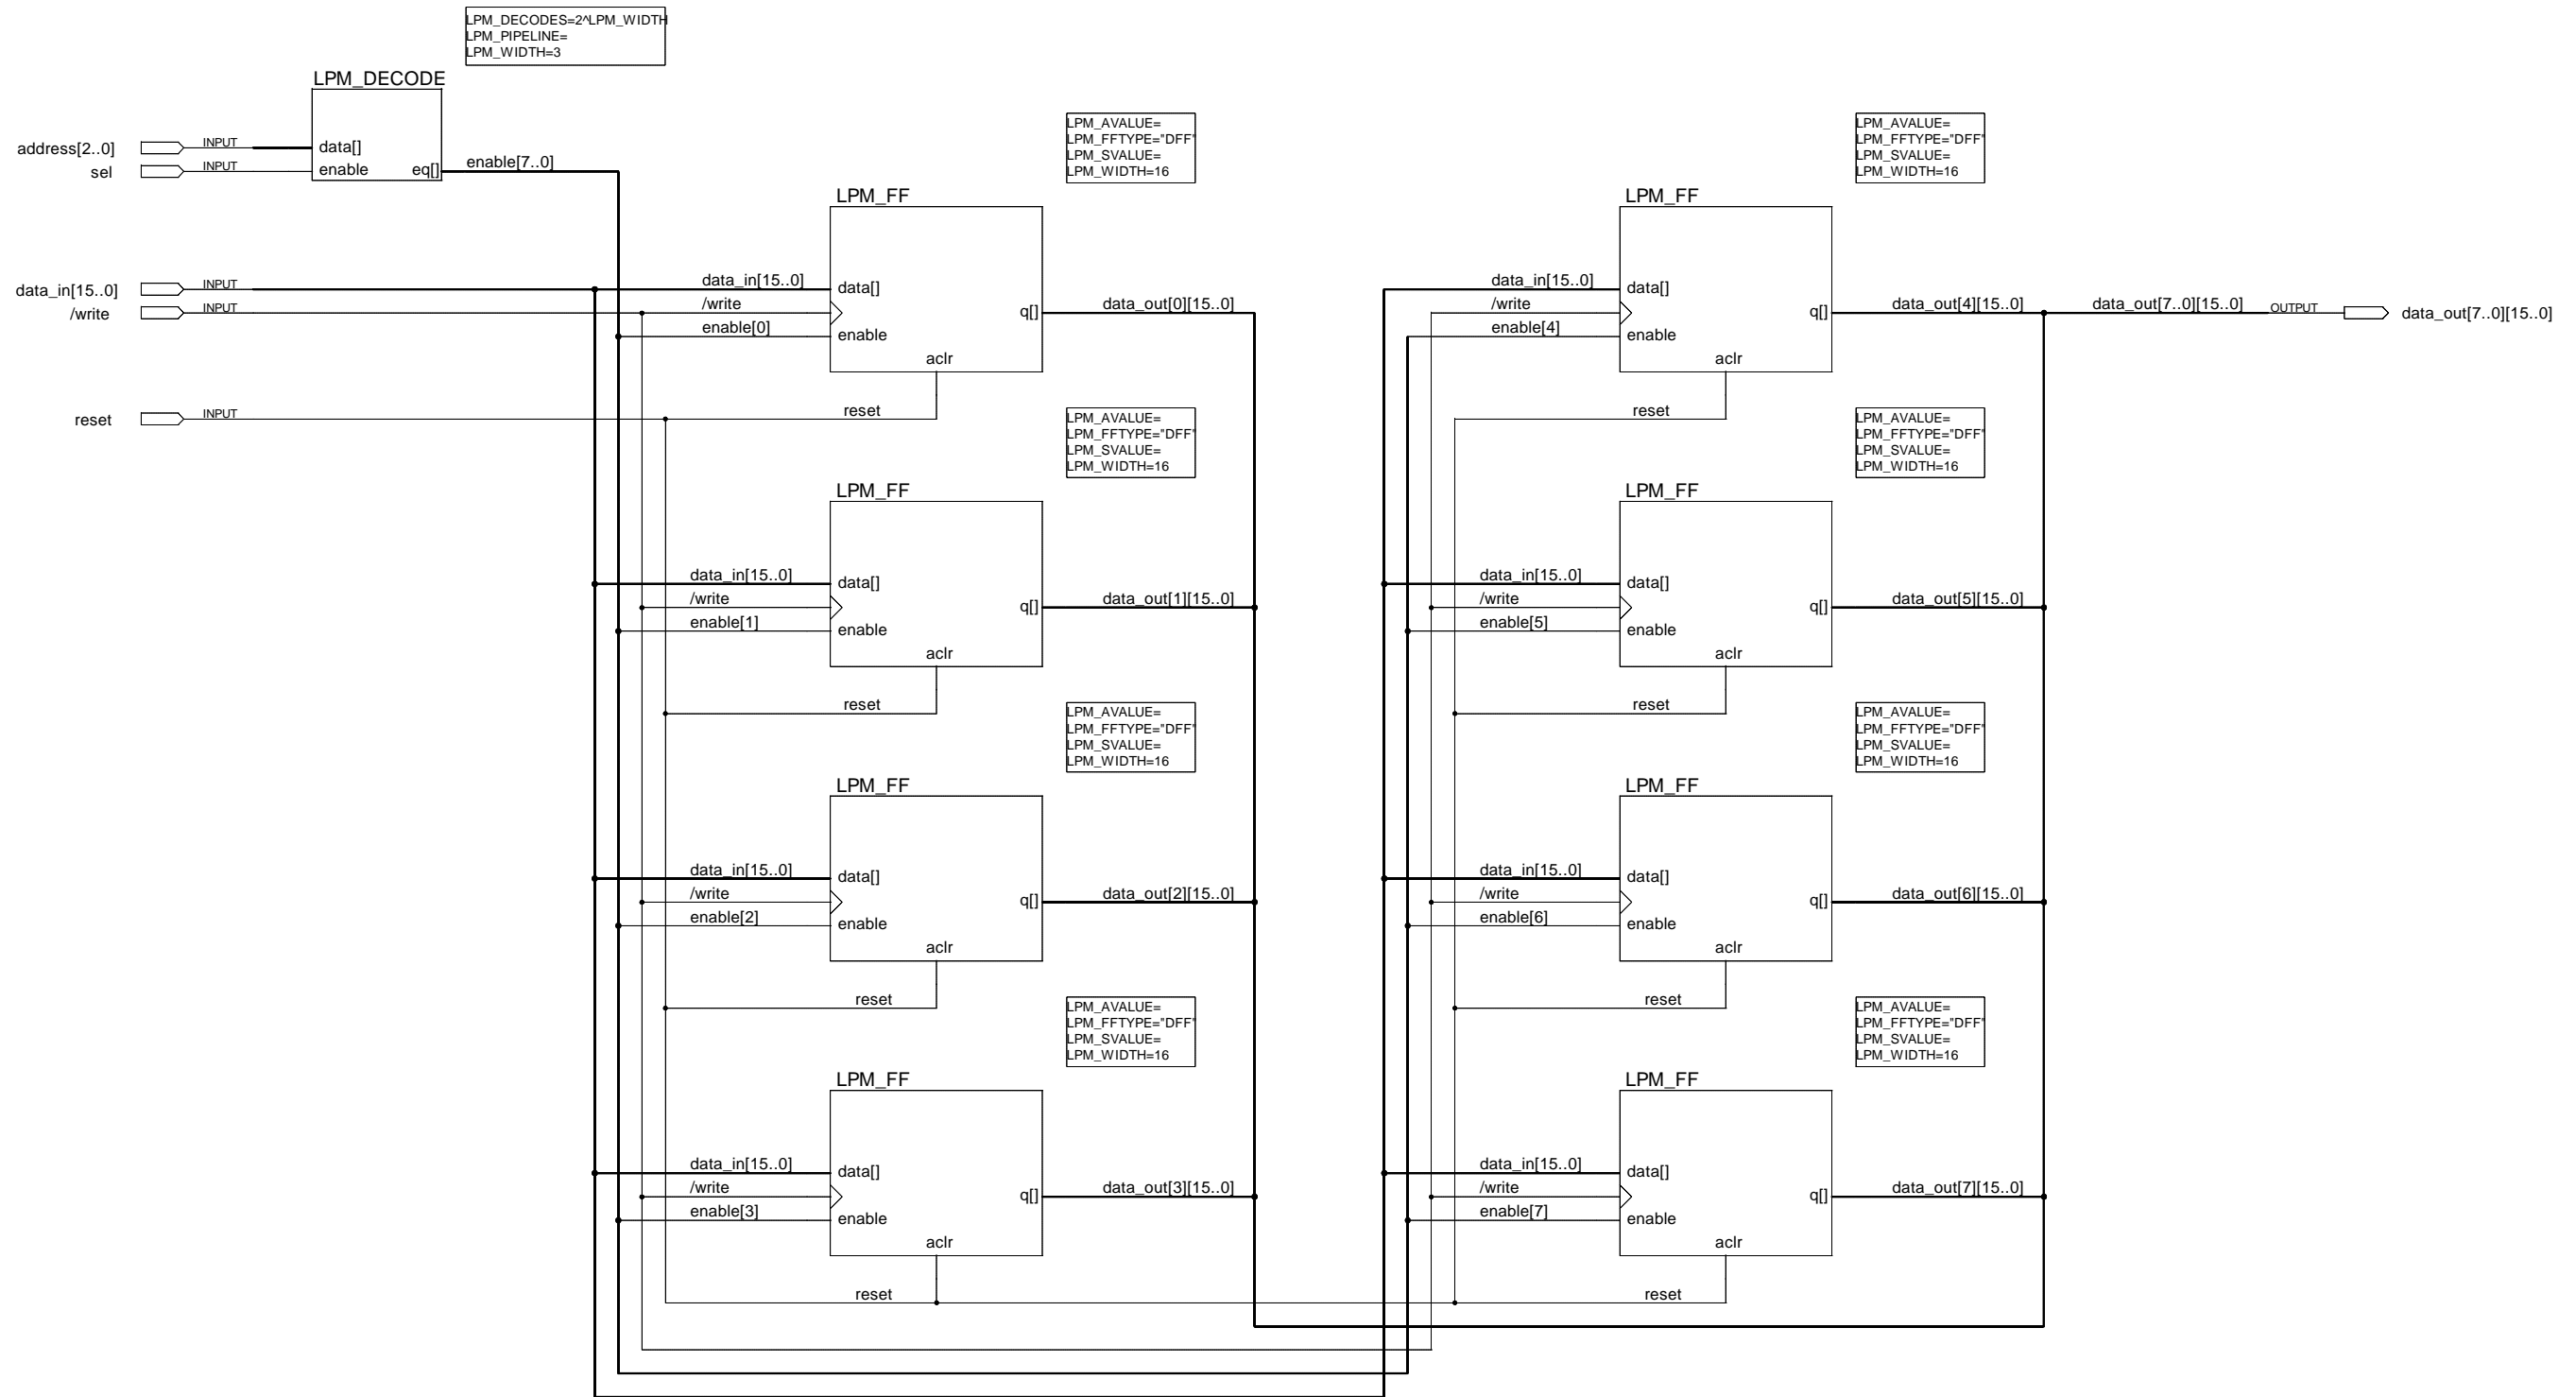 LPM_DECODES=2^LPM_WIDTH
LPM_PIPELINE=
LPM_WIDTH=3
LPM_DECODE
address[2..0]
INPUT
data[]
sel
INPUT
enable
eq[]
enable[7..0]
LPM_AVALUE=
LPM_FFTYPE="DFF"
LPM_SVALUE=
LPM_WIDTH=16
LPM_AVALUE=
LPM_FFTYPE="DFF"
LPM_SVALUE=
LPM_WIDTH=16
LPM_FF
LPM_FF
data_in[15..0]
INPUT
data_in[15..0]
data[]
data_in[15..0]
data[]
/write
INPUT
/write
q[]
data_out[0][15..0]
/write
q[]
data_out[4][15..0]
data_out[7..0][15..0]
OUTPUT
data_out[7..0][15..0]
enable[0]
enable
enable[4]
enable
aclr
aclr
reset
INPUT
reset
reset
LPM_AVALUE=
LPM_FFTYPE="DFF"
LPM_SVALUE=
LPM_WIDTH=16
LPM_AVALUE=
LPM_FFTYPE="DFF"
LPM_SVALUE=
LPM_WIDTH=16
LPM_FF
LPM_FF
data_in[15..0]
data[]
data_in[15..0]
data[]
/write
q[]
data_out[1][15..0]
/write
q[]
data_out[5][15..0]
enable[1]
enable
enable[5]
enable
aclr
aclr
reset
reset
LPM_AVALUE=
LPM_FFTYPE="DFF"
LPM_SVALUE=
LPM_WIDTH=16
LPM_AVALUE=
LPM_FFTYPE="DFF"
LPM_SVALUE=
LPM_WIDTH=16
LPM_FF
LPM_FF
data_in[15..0]
data[]
data_in[15..0]
data[]
/write
q[]
data_out[2][15..0]
/write
q[]
data_out[6][15..0]
enable[2]
enable
enable[6]
enable
aclr
aclr
reset
reset
LPM_AVALUE=
LPM_FFTYPE="DFF"
LPM_SVALUE=
LPM_WIDTH=16
LPM_AVALUE=
LPM_FFTYPE="DFF"
LPM_SVALUE=
LPM_WIDTH=16
LPM_FF
LPM_FF
data_in[15..0]
data[]
data_in[15..0]
data[]
/write
q[]
data_out[3][15..0]
/write
q[]
data_out[7][15..0]
enable[3]
enable
enable[7]
enable
aclr
aclr
reset
reset